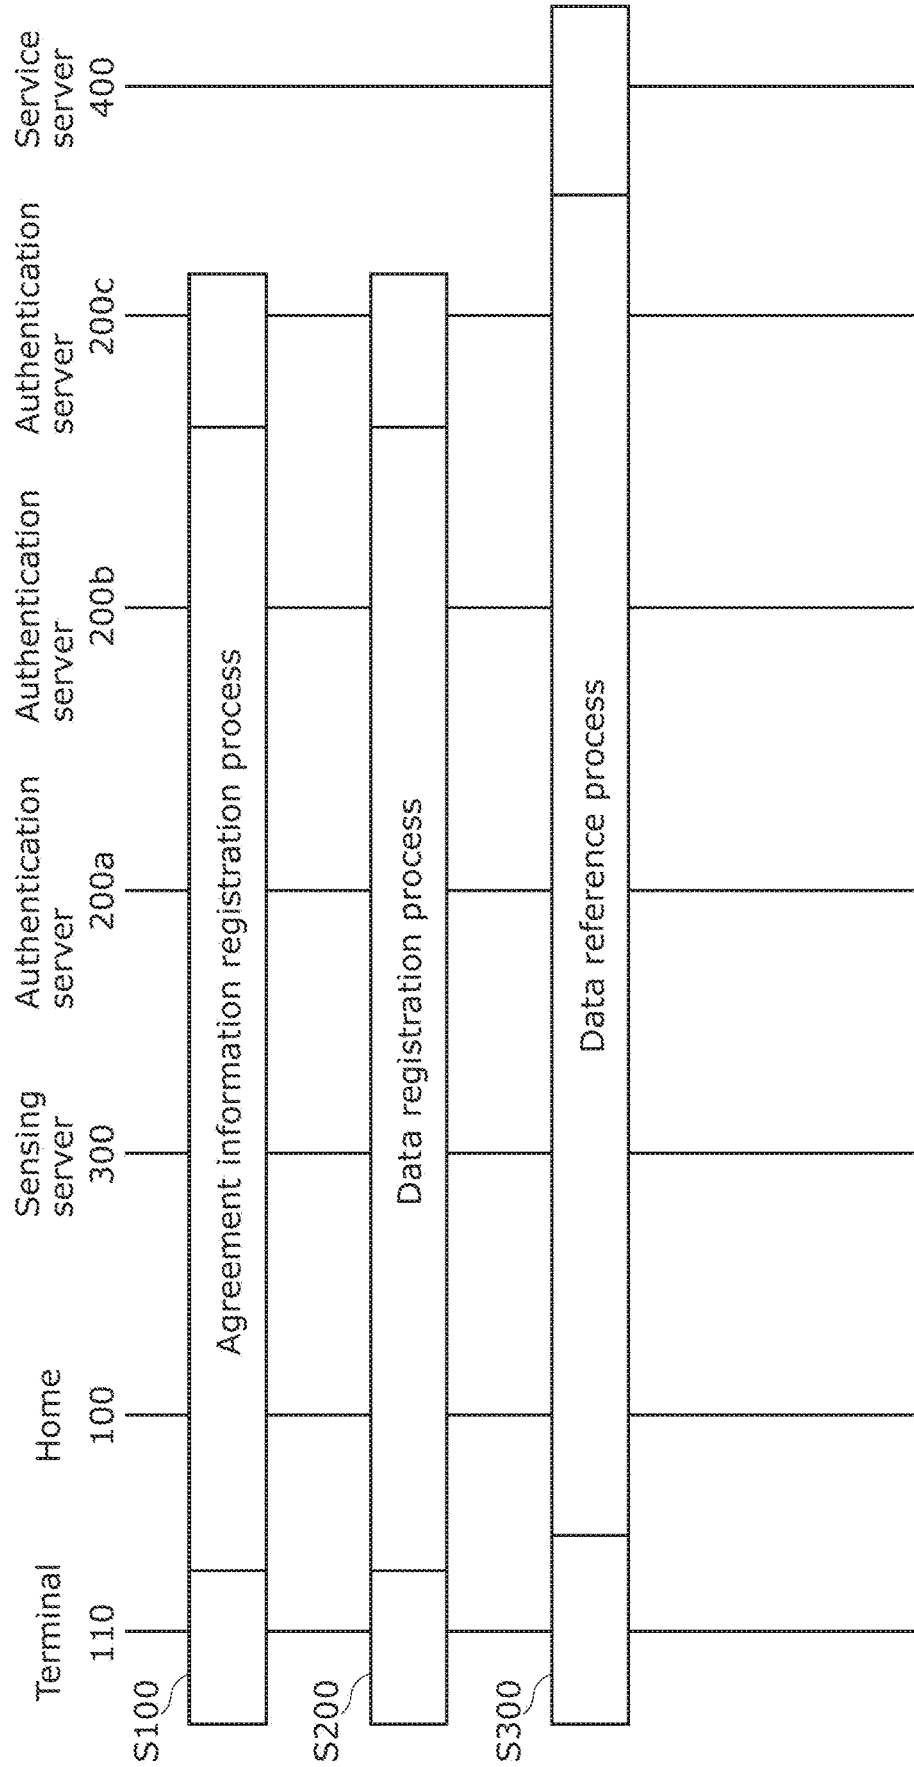 Terminal
110
Home
100
Sensing
server
300
Authentication
server
200a
Authentication
server
200b
Authentication
server
200c
Service
server
400
S100
Agreement information registration process
S200
Data registration process
S300
Data reference process